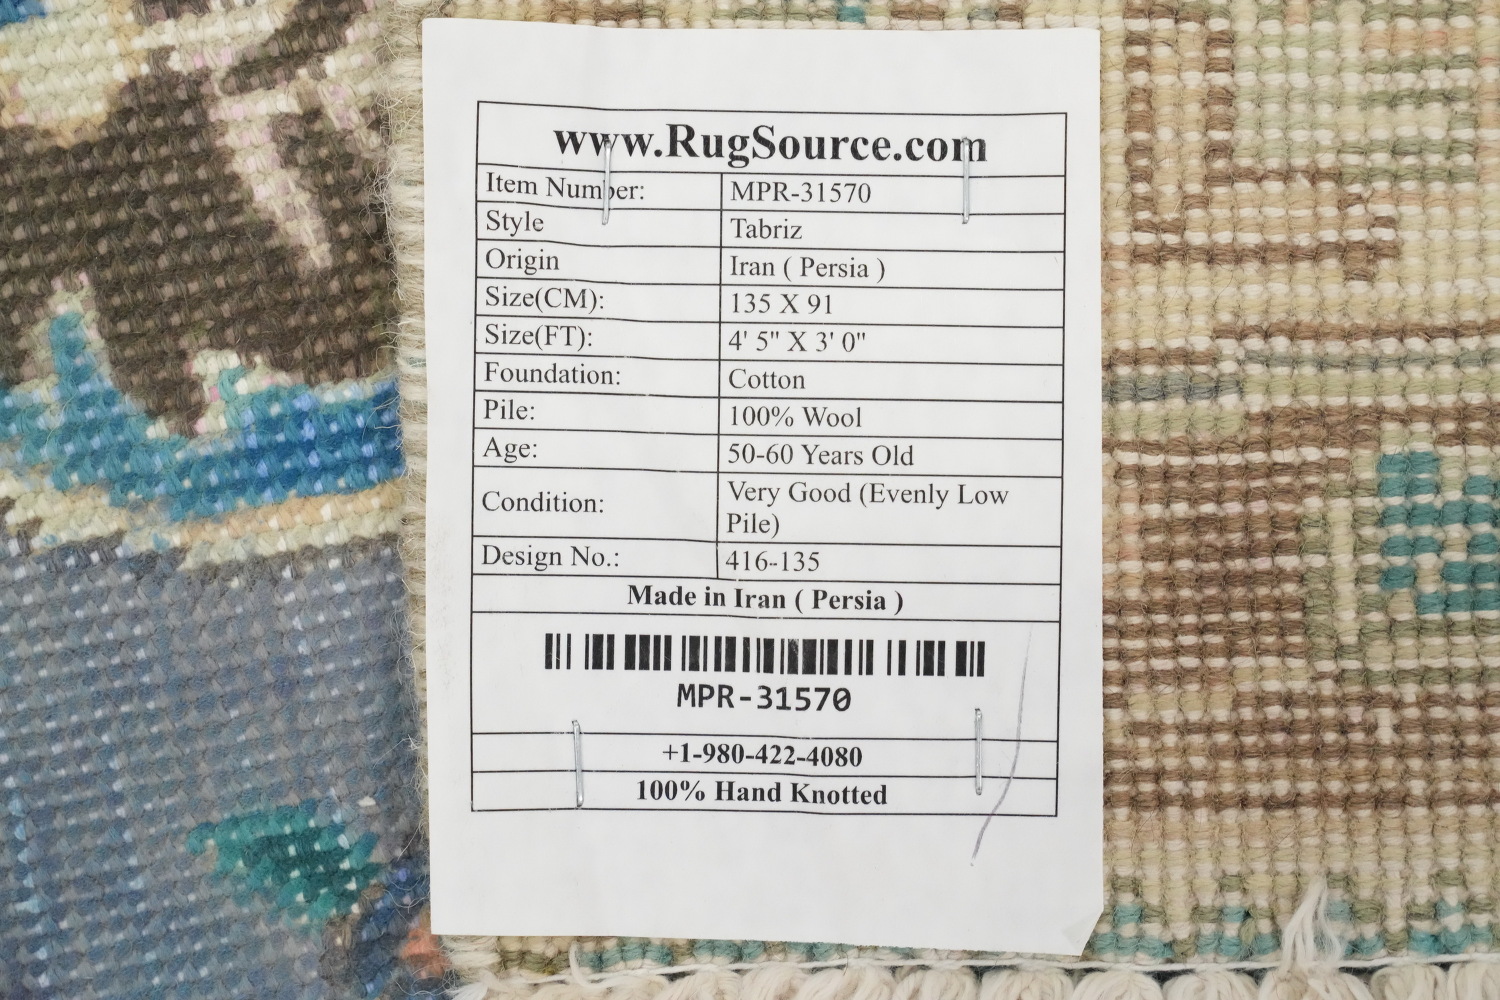 www.RugSource.com
Item Number: MPR-31570
Style Tabriz
Origin Iran ( Persia )
Size(CM): 135 X 91
Size(FT): 4' 5" X 3' 0"
Foundation: Cotton
Pile: 100% Wool
Age: 50-60 Years Old
Condition: Very Good (Evenly Low
Pile)
Design No.: 416-135
Made in Iran ( Persia )
MPR-31570
+1-980-422-4080
100% Hand Knotted